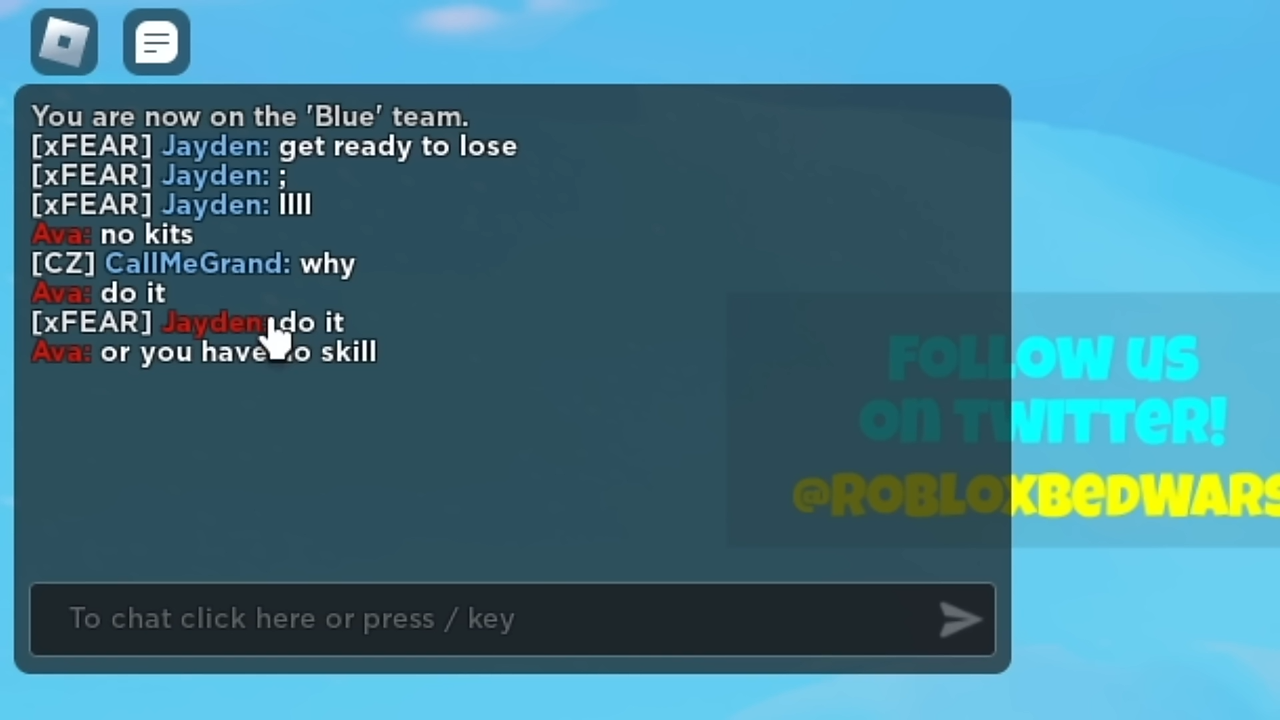 You are now on the 'Blue' team.
[xFEAR] Jayden: get ready to lose
[xFEAR] Jayden: ;
[xFEAR] Jayden: llll
Ava: no kits
[CZ] CallMeGrand: why
Ava: do it
[xFEAR] Jayden: do it
Ava: or you have no skill
FOLLOW US
ON TWITTER!
@ROBLOXBEDWARS
To chat click here or press / key